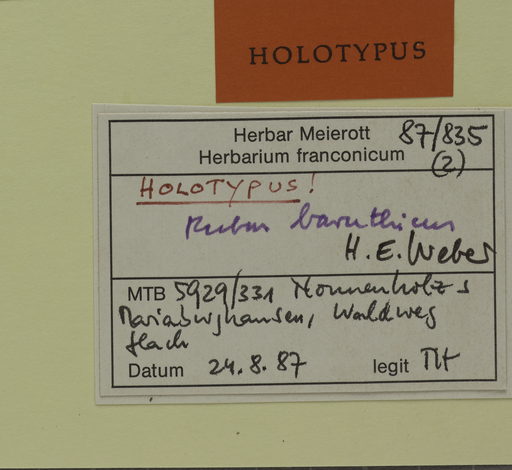 HOLOTYPUS
Herbar Meierott 87/835
Herbarium franconicum (2)
HOLOTYPUS!
Rubus baruthicus
H. E. Weber
MTB 5929/331 Nonnenholz s
Mariaburghausen, Waldweg
flach
Datum 24.8.87 legit